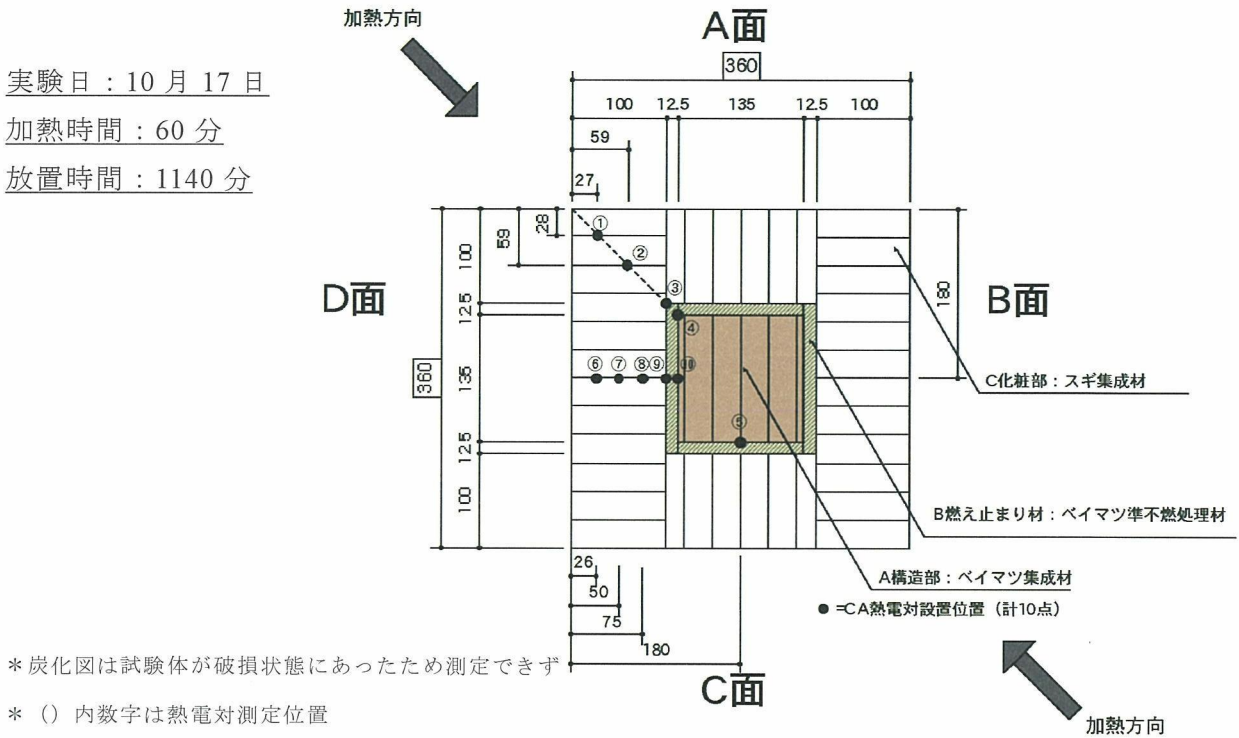 加熱方向
A面
実験日：10月17日
加熱時間：60分
放置時間：1140分
360
100 12.5 135 12.5 100
59
27
28
59
100
12.5
135
12.5
100
360
180
D面
B面
①
②
③
④
⑥ ⑦ ⑧ ⑨ ⑩
⑤
C化粧部：スギ集成材
B燃え止まり材：ベイマツ準不燃処理材
A構造部：ベイマツ集成材
● =CA熱電対設置位置（計10点）
26
50
75
180
C面
加熱方向
＊炭化図は試験体が破損状態にあったため測定できず
＊（）内数字は熱電対測定位置